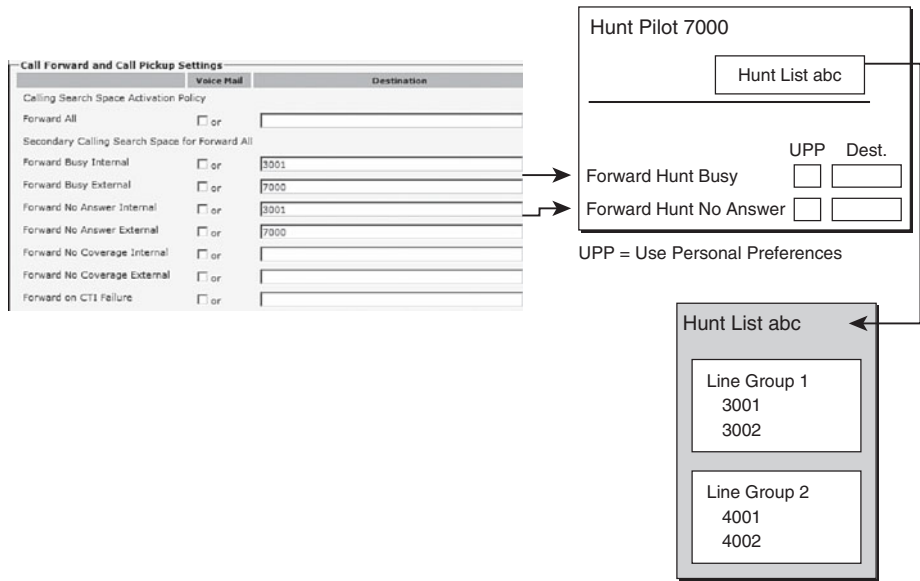 Call Forward and Call Pickup Settings
Voice Mail Destination
Calling Search Space Activation Policy
Forward All or
Secondary Calling Search Space for Forward All
Forward Busy Internal or 3001
Forward Busy External or 7000
Forward No Answer Internal or 3001
Forward No Answer External or 7000
Forward No Coverage Internal or
Forward No Coverage External or
Forward on CTI Failure or
Hunt Pilot 7000
Hunt List abc
UPP Dest.
Forward Hunt Busy
Forward Hunt No Answer
UPP = Use Personal Preferences
Hunt List abc
Line Group 1
3001
3002
Line Group 2
4001
4002